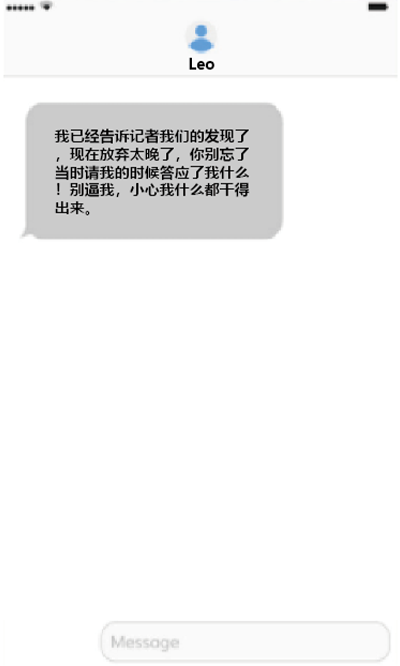 Leo
我已经告诉记者我们的发现了
，现在放弃太晚了，你别忘了
当时请我的时候答应了我什么
！别逼我，小心我什么都干得
出来。
Message